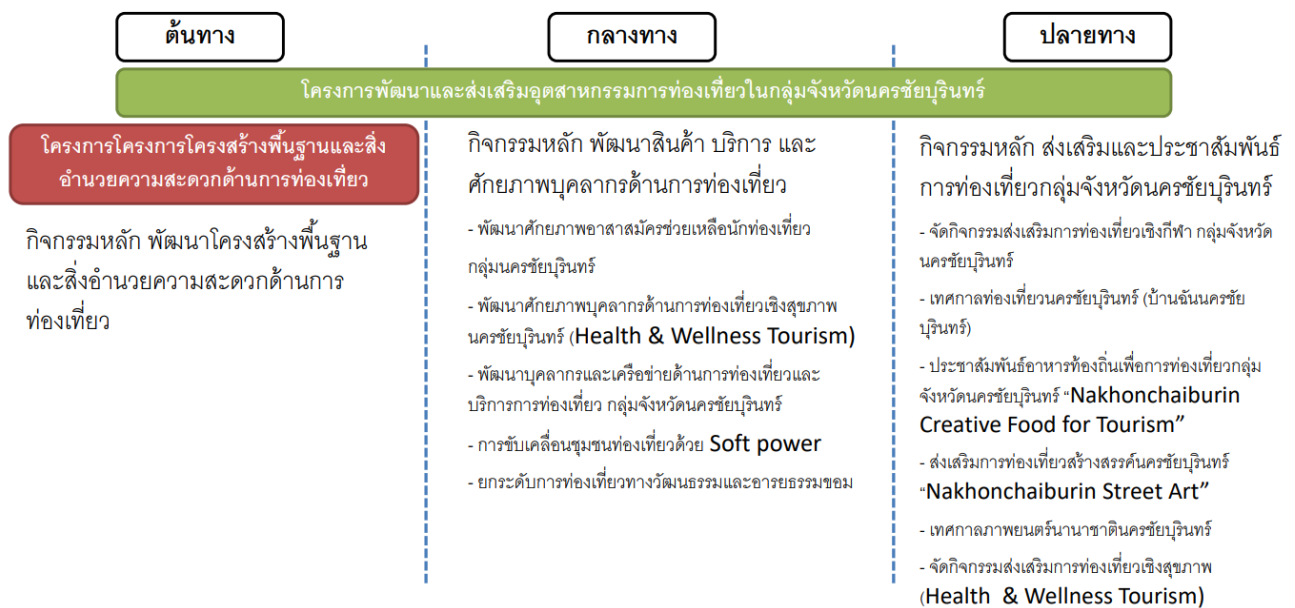 ต้นทาง
กลางทาง
ปลายทาง
โครงการพัฒนาและส่งเสริมอุตสาหกรรมการท่องเที่ยวในกลุ่มจังหวัดนครชัยบุรินทร์
โครงการโครงการโครงสร้างพื้นฐานและสิ่ง
อำนวยความสะดวกด้านการท่องเที่ยว
กิจกรรมหลัก พัฒนาโครงสร้างพื้นฐาน
และสิ่งอำนวยความสะดวกด้านการ
ท่องเที่ยว
กิจกรรมหลัก พัฒนาสินค้า บริการ และ
ศักยภาพบุคลากรด้านการท่องเที่ยว
- พัฒนาศักยภาพอาสาสมัครช่วยเหลือนักท่องเที่ยว
กลุ่มนครชัยบุรินทร์
- พัฒนาศักยภาพบุคลากรด้านการท่องเที่ยวเชิงสุขภาพ
นครชัยบุรินทร์ (Health & Wellness Tourism)
- พัฒนาบุคลากรและเครือข่ายด้านการท่องเที่ยวและ
บริการการท่องเที่ยว กลุ่มจังหวัดนครชัยบุรินทร์
- การขับเคลื่อนชุมชนท่องเที่ยวด้วย Soft power
- ยกระดับการท่องเที่ยวทางวัฒนธรรมและอารยธรรมขอม
กิจกรรมหลัก ส่งเสริมและประชาสัมพันธ์
การท่องเที่ยวกลุ่มจังหวัดนครชัยบุรินทร์
- จัดกิจกรรมส่งเสริมการท่องเที่ยวเชิงกีฬา กลุ่มจังหวัด
นครชัยบุรินทร์
- เทศกาลท่องเที่ยวนครชัยบุรินทร์ (บ้านฉันนครชัย
บุรินทร์)
- ประชาสัมพันธ์อาหารท้องถิ่นเพื่อการท่องเที่ยวกลุ่ม
จังหวัดนครชัยบุรินทร์ “Nakhonchaiburin
Creative Food for Tourism”
- ส่งเสริมการท่องเที่ยวสร้างสรรค์นครชัยบุรินทร์
“Nakhonchaiburin Street Art”
- เทศกาลภาพยนตร์นานาชาตินครชัยบุรินทร์
- จัดกิจกรรมส่งเสริมการท่องเที่ยวเชิงสุขภาพ
(Health & Wellness Tourism)